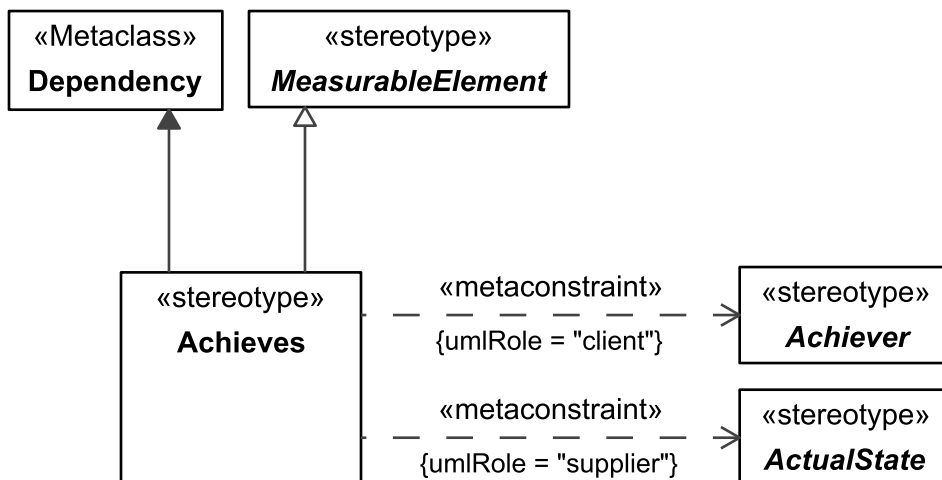 «Metaclass»
Dependency
«stereotype»
MeasurableElement
«stereotype»
Achieves
«metaconstraint»
{umlRole = "client"}
«stereotype»
Achiever
«metaconstraint»
{umlRole = "supplier"}
«stereotype»
ActualState